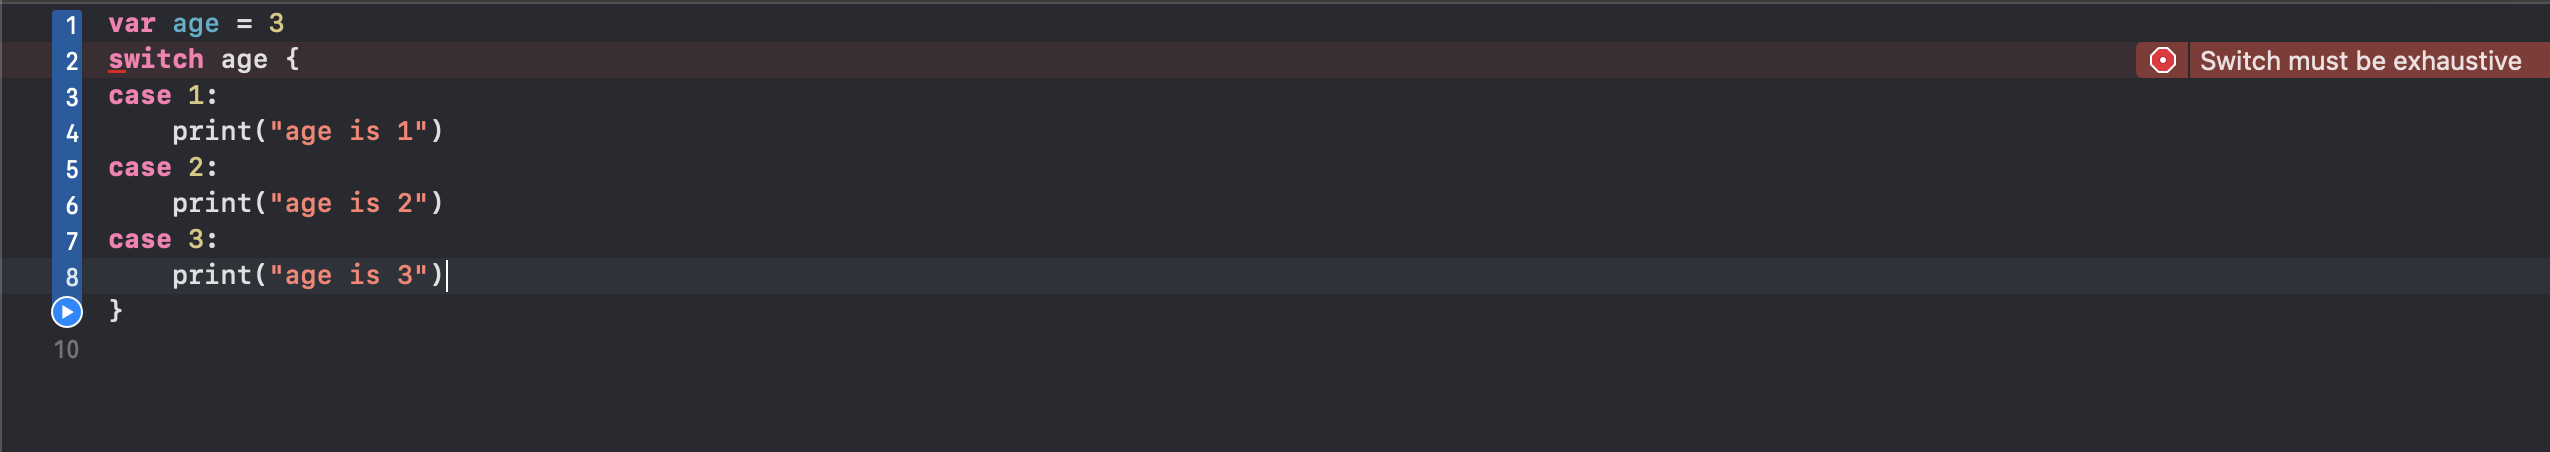 1 var age = 3
2 switch age { Switch must be exhaustive
3 case 1:
4     print("age is 1")
5 case 2:
6     print("age is 2")
7 case 3:
8     print("age is 3")
}
10